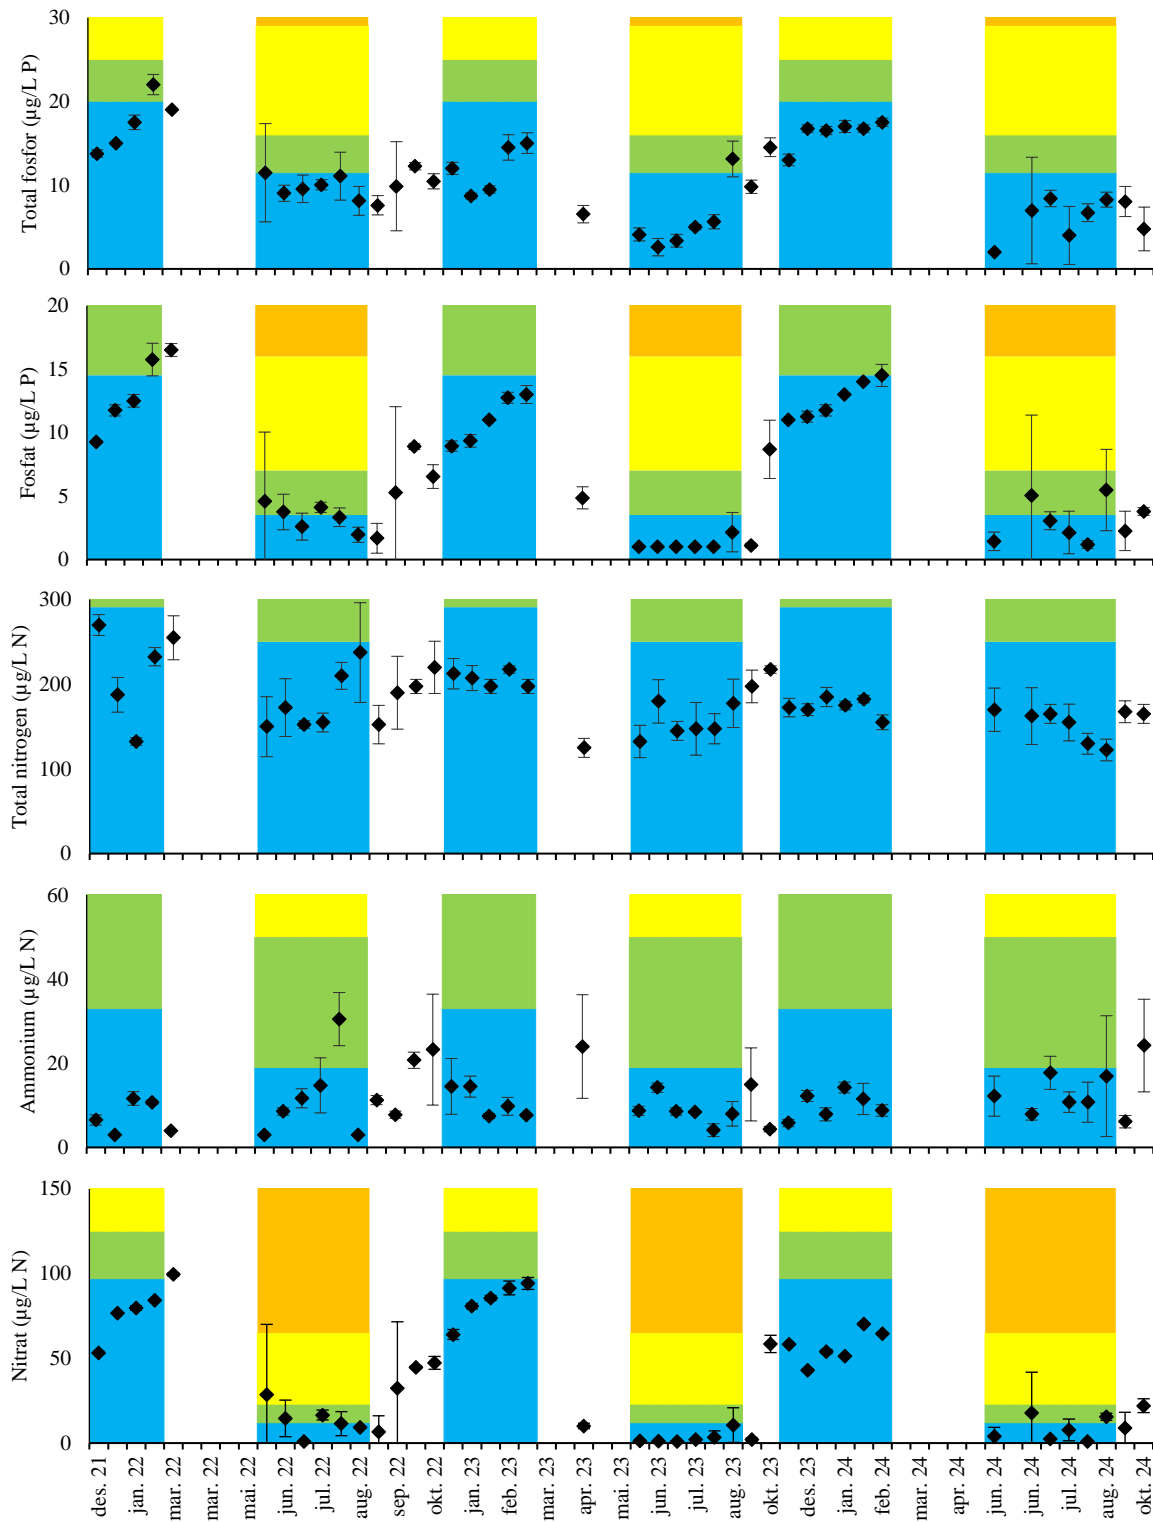 Total fosfor (µg/L P)
30
20
10
0
Fosfat (µg/L P)
20
15
10
5
0
Total nitrogen (µg/L N)
300
200
100
0
Ammonium (µg/L N)
60
40
20
0
Nitrat (µg/L N)
150
100
50
0
des. 21
jan. 22
mar. 22
mar. 22
mai. 22
jun. 22
jul. 22
aug. 22
sep. 22
okt. 22
jan. 23
feb. 23
mar. 23
apr. 23
mai. 23
jun. 23
jul. 23
aug. 23
okt. 23
des. 23
jan. 24
feb. 24
mar. 24
apr. 24
jun. 24
jun. 24
jul. 24
aug. 24
okt. 24